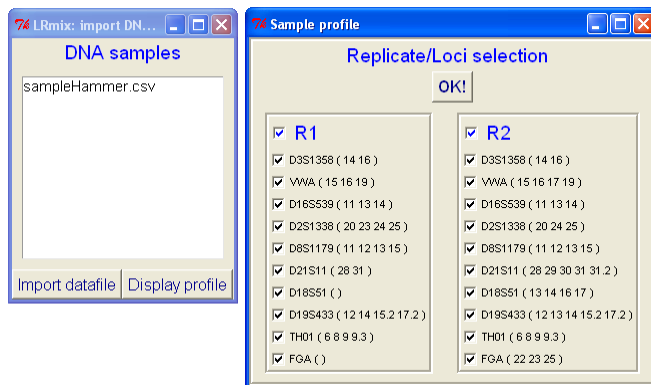 LRmix: import DN...
DNA samples
sampleHammer.csv
Import datafile
Display profile
Sample profile
Replicate/Loci selection
OK!
R1
D3S1358 ( 14 16 )
VWA ( 15 16 19 )
D16S539 ( 11 13 14 )
D2S1338 ( 20 23 24 25 )
D8S1179 ( 11 12 13 15 )
D21S11 ( 28 31 )
D18S51 ( )
D19S433 ( 12 14 15.2 17.2 )
TH01 ( 6 8 9 9.3 )
FGA ( )
R2
D3S1358 ( 14 16 )
VWA ( 15 16 17 19 )
D16S539 ( 11 13 14 )
D2S1338 ( 20 24 25 )
D8S1179 ( 11 12 13 15 )
D21S11 ( 28 29 30 31 31.2 )
D18S51 ( 13 14 16 17 )
D19S433 ( 12 13 14 15.2 17.2 )
TH01 ( 6 8 9 9.3 )
FGA ( 22 23 25 )